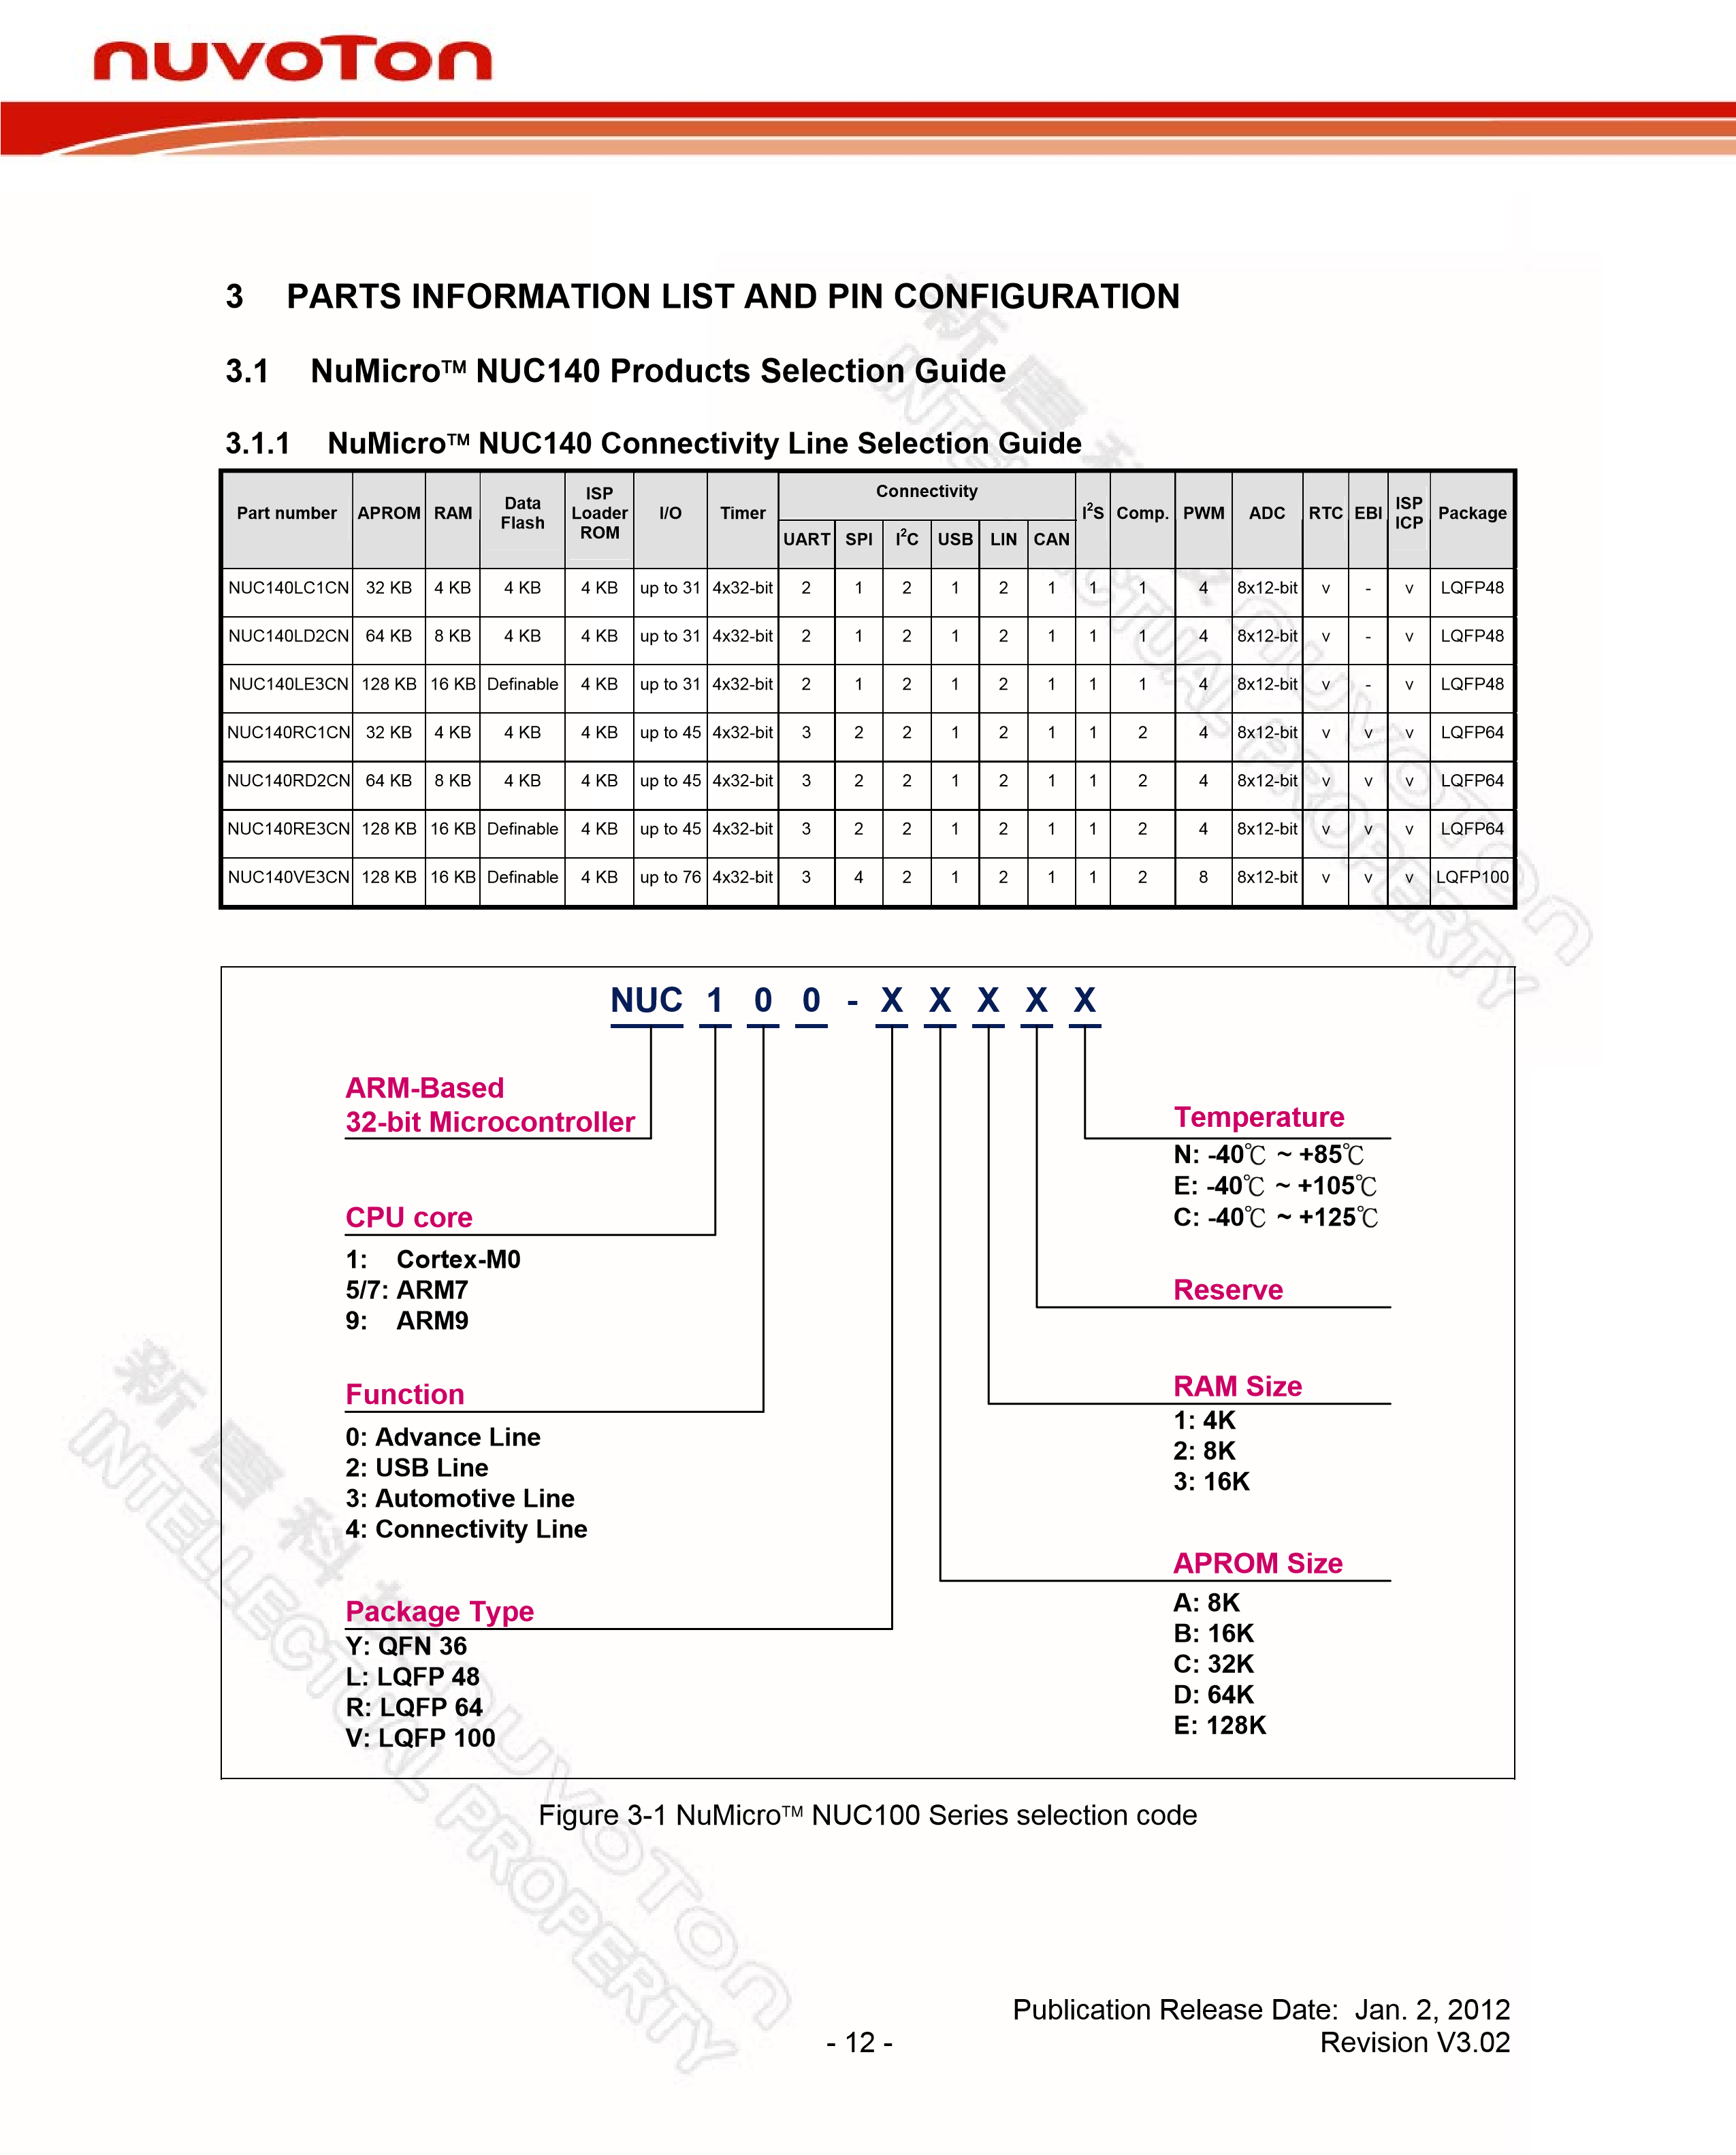 nuvoTon
3 PARTS INFORMATION LIST AND PIN CONFIGURATION
3.1 NuMicro™ NUC140 Products Selection Guide
3.1.1 NuMicro™ NUC140 Connectivity Line Selection Guide
Part number APROM RAM Data Flash ISP Loader ROM I/O Timer Connectivity I²S Comp. PWM ADC RTC EBI ISP ICP Package
UART SPI I²C USB LIN CAN
NUC140LC1CN 32 KB 4 KB 4 KB 4 KB up to 31 4x32-bit 2 1 2 1 2 1 1 1 4 8x12-bit v - v LQFP48
NUC140LD2CN 64 KB 8 KB 4 KB 4 KB up to 31 4x32-bit 2 1 2 1 2 1 1 1 4 8x12-bit v - v LQFP48
NUC140LE3CN 128 KB 16 KB Definable 4 KB up to 31 4x32-bit 2 1 2 1 2 1 1 1 4 8x12-bit v - v LQFP48
NUC140RC1CN 32 KB 4 KB 4 KB 4 KB up to 45 4x32-bit 3 2 2 1 2 1 1 2 4 8x12-bit v v v LQFP64
NUC140RD2CN 64 KB 8 KB 4 KB 4 KB up to 45 4x32-bit 3 2 2 1 2 1 1 2 4 8x12-bit v v v LQFP64
NUC140RE3CN 128 KB 16 KB Definable 4 KB up to 45 4x32-bit 3 2 2 1 2 1 1 2 4 8x12-bit v v v LQFP64
NUC140VE3CN 128 KB 16 KB Definable 4 KB up to 76 4x32-bit 3 4 2 1 2 1 1 2 8 8x12-bit v v v LQFP100
NUC 1 0 0 - X X X X X
ARM-Based
32-bit Microcontroller
CPU core
1: Cortex-M0
5/7: ARM7
9: ARM9
Function
0: Advance Line
2: USB Line
3: Automotive Line
4: Connectivity Line
Package Type
Y: QFN 36
L: LQFP 48
R: LQFP 64
V: LQFP 100
Temperature
N: -40℃ ~ +85℃
E: -40℃ ~ +105℃
C: -40℃ ~ +125℃
Reserve
RAM Size
1: 4K
2: 8K
3: 16K
APROM Size
A: 8K
B: 16K
C: 32K
D: 64K
E: 128K
Figure 3-1 NuMicro™ NUC100 Series selection code
Publication Release Date: Jan. 2, 2012
- 12 -
Revision V3.02
新唐科技 nuvoTon
INTELLECTUAL PROPERTY